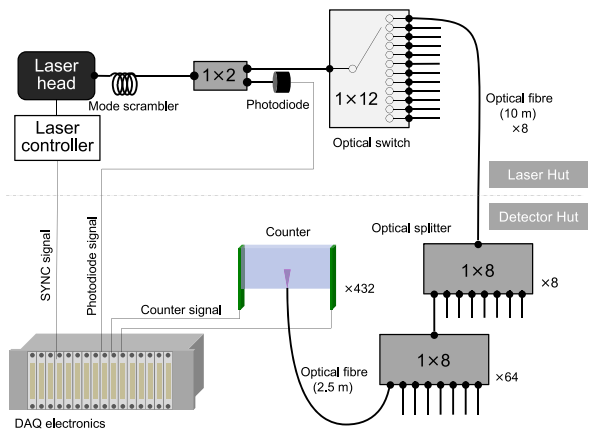 Laser
head
Mode scrambler
1×2
Photodiode
1×12
Optical switch
Optical fibre
(10 m)
×8
Laser
controller
Laser Hut
Detector Hut
SYNC signal
Photodiode signal
Counter
×432
Counter signal
Optical splitter
1×8
×8
1×8
×64
Optical fibre
(2.5 m)
DAQ electronics